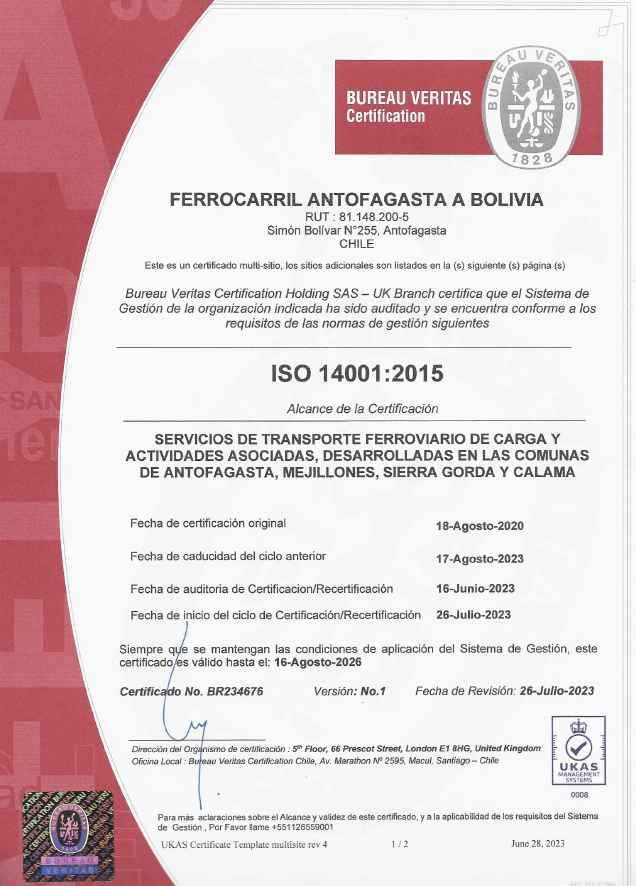 BUREAU VERITAS
Certification
BUREAU VERITAS
1828
FERROCARRIL ANTOFAGASTA A BOLIVIA
RUT : 81.148.200-5
Simón Bolívar N°255, Antofagasta
CHILE
Este es un certificado multi-sitio, los sitios adicionales son listados en la (s) siguiente (s) página (s)
Bureau Veritas Certification Holding SAS – UK Branch certifica que el Sistema de
Gestión de la organización indicada ha sido auditado y se encuentra conforme a los
requisitos de las normas de gestión siguientes
ISO 14001:2015
Alcance de la Certificación
SERVICIOS DE TRANSPORTE FERROVIARIO DE CARGA Y
ACTIVIDADES ASOCIADAS, DESARROLLADAS EN LAS COMUNAS
DE ANTOFAGASTA, MEJILLONES, SIERRA GORDA Y CALAMA
Fecha de certificación original 18-Agosto-2020
Fecha de caducidad del ciclo anterior 17-Agosto-2023
Fecha de auditoria de Certificacion/Recertificación 16-Junio-2023
Fecha de inicio del ciclo de Certificación/Recertificación 26-Julio-2023
Siempre que se mantengan las condiciones de aplicación del Sistema de Gestión, este
certificado es válido hasta el: 16-Agosto-2026
Certificado No. BR234676 Versión: No.1 Fecha de Revisión: 26-Julio-2023
Dirección del Organismo de certificación : 5th Floor, 66 Prescot Street, London E1 8HG, United Kingdom
Oficina Local : Bureau Veritas Certification Chile, Av. Marathon Nº 2595, Macul, Santiago – Chile
UKAS
MANAGEMENT
SYSTEMS
0008
Para más aclaraciones sobre el Alcance y validez de este certificado, y a la aplicabilidad de los requisitos del Sistema
de Gestión , Por Favor llame +551126559001
UKAS Certificate Template multisite rev 4 1 / 2 June 28, 2023
BUREAU
VERITAS